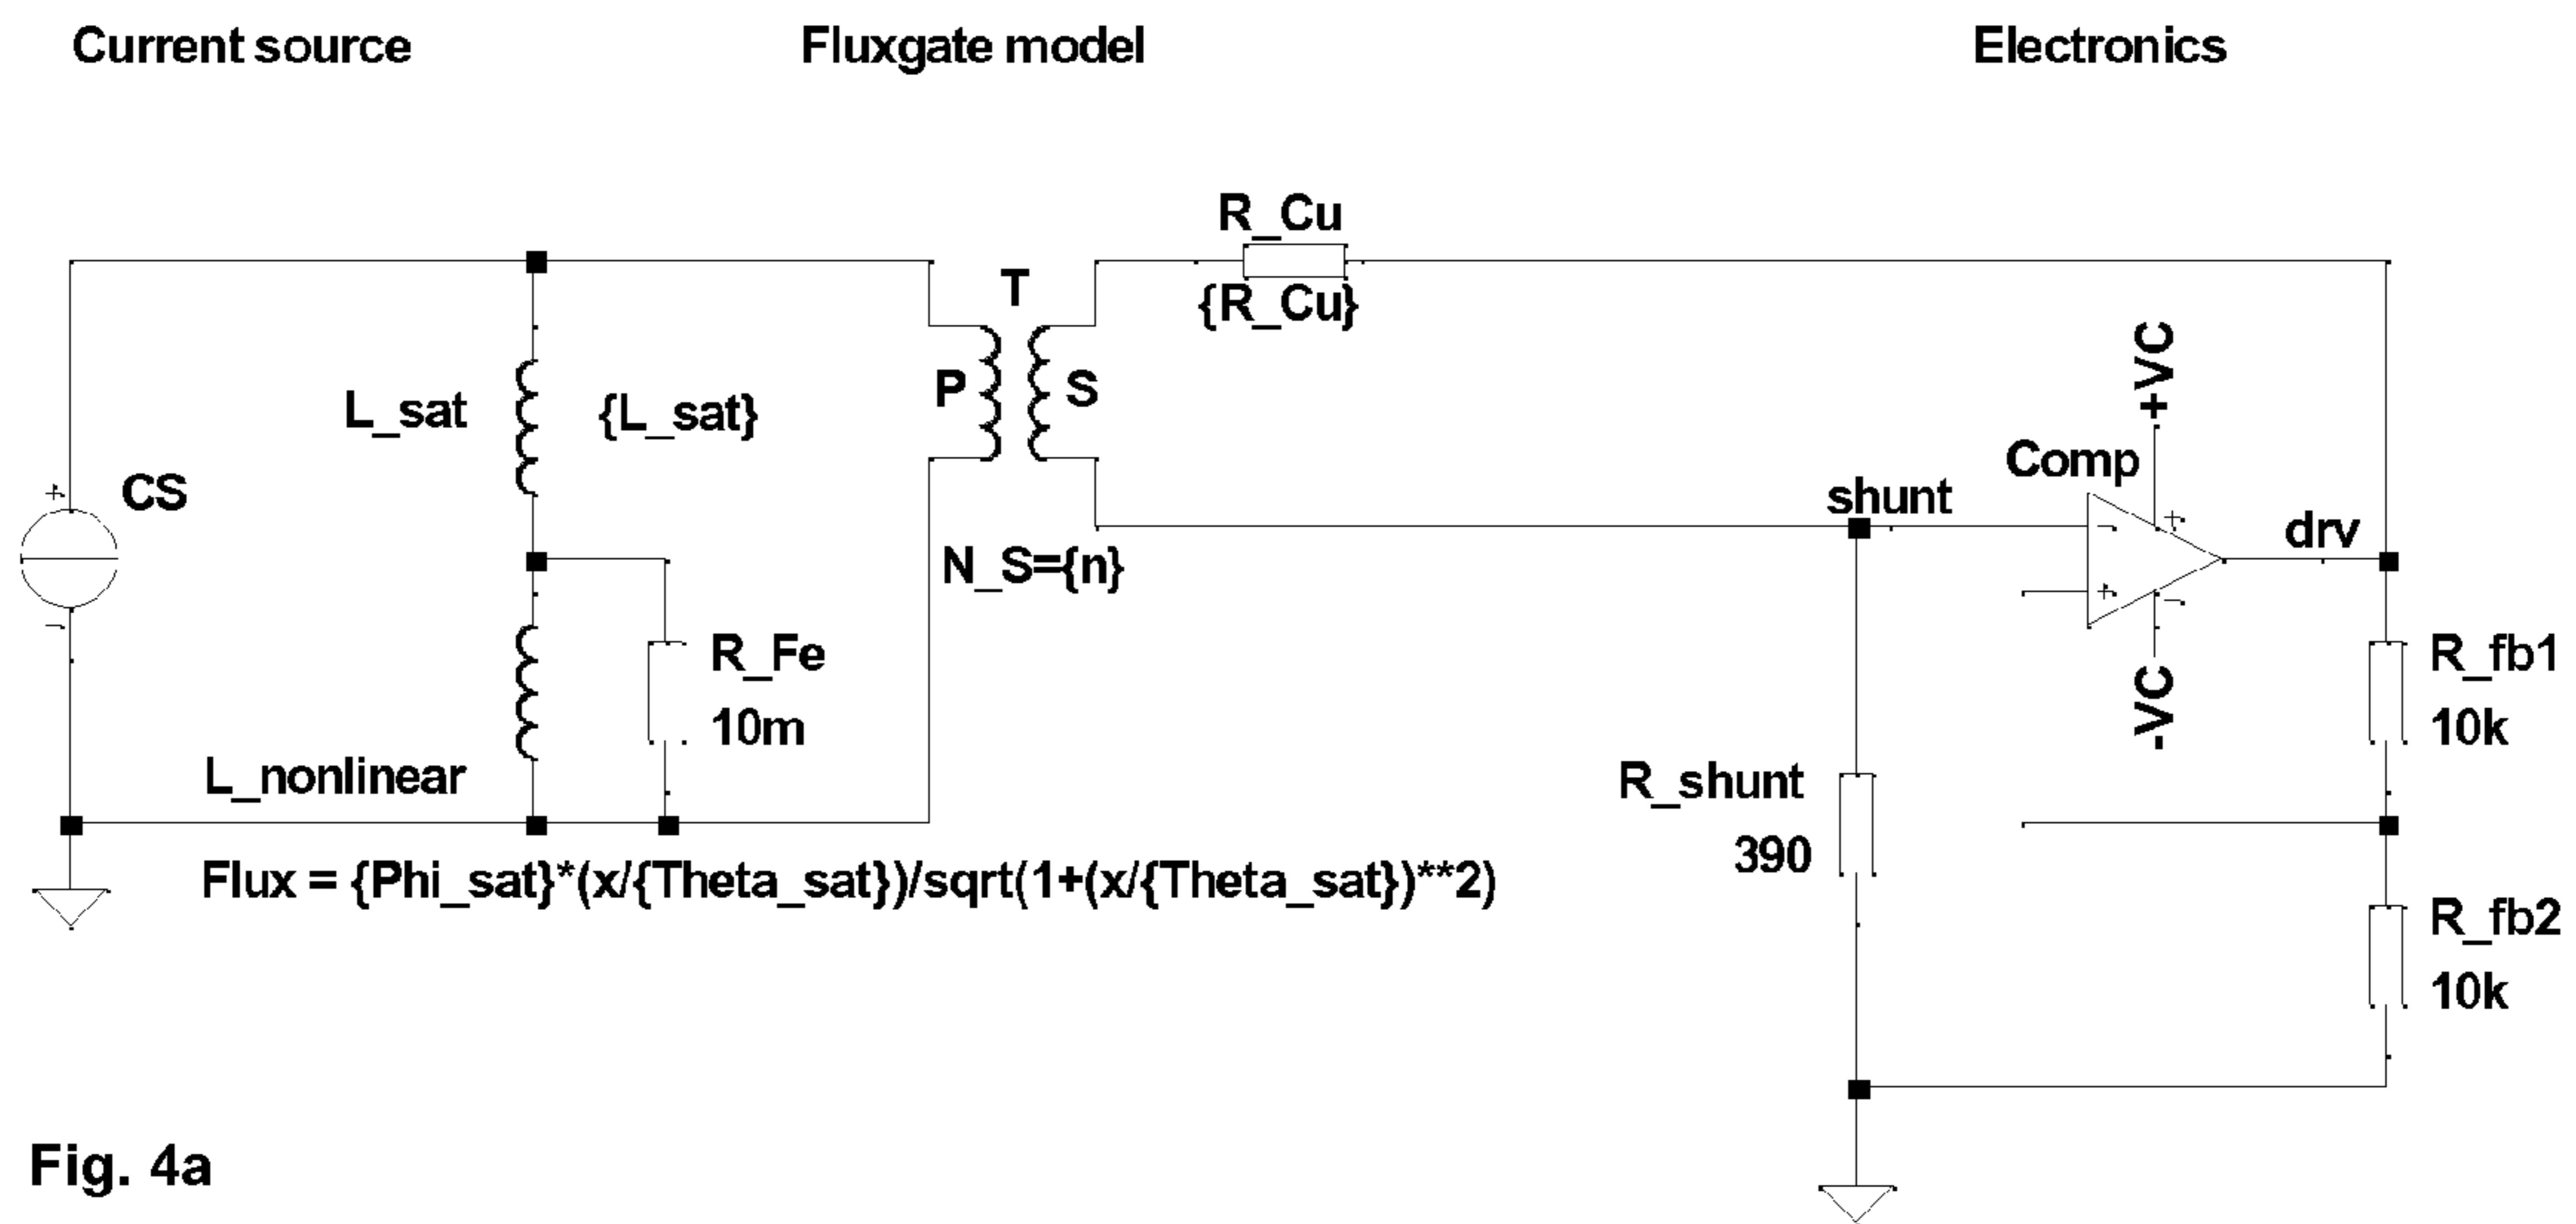 Current source
Fluxgate model
Electronics
R_Cu
{R_Cu}
T
P
S
N_S={n}
L_sat
{L_sat}
CS
+
-
R_Fe
10m
L_nonlinear
Flux = {Phi_sat}*(x/{Theta_sat})/sqrt(1+(x/{Theta_sat})**2)
shunt
Comp
+VC
-VC
-
+
+
-
drv
R_shunt
390
R_fb1
10k
R_fb2
10k
Fig. 4a